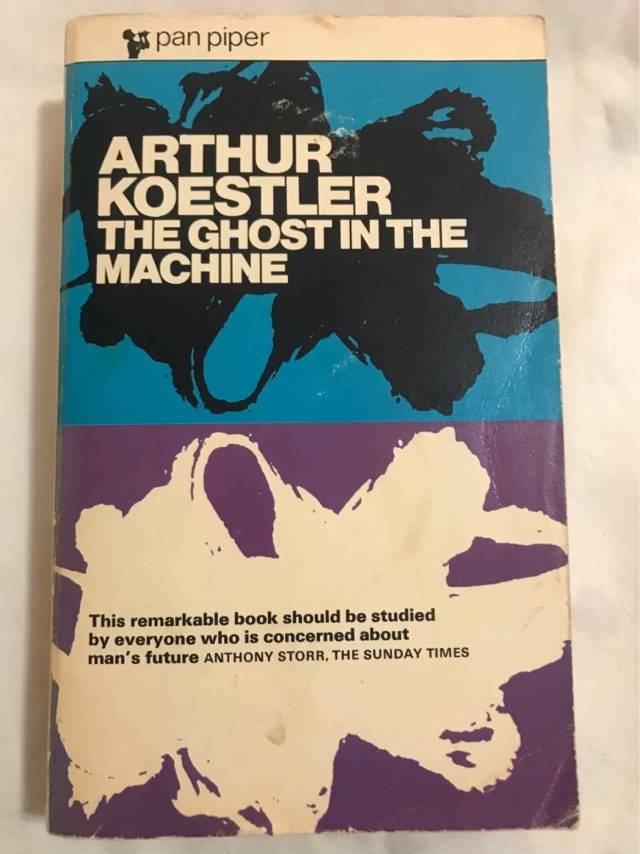 pan piper
ARTHUR
KOESTLER
THE GHOST IN THE
MACHINE
This remarkable book should be studied
by everyone who is concerned about
man's future ANTHONY STORR, THE SUNDAY TIMES